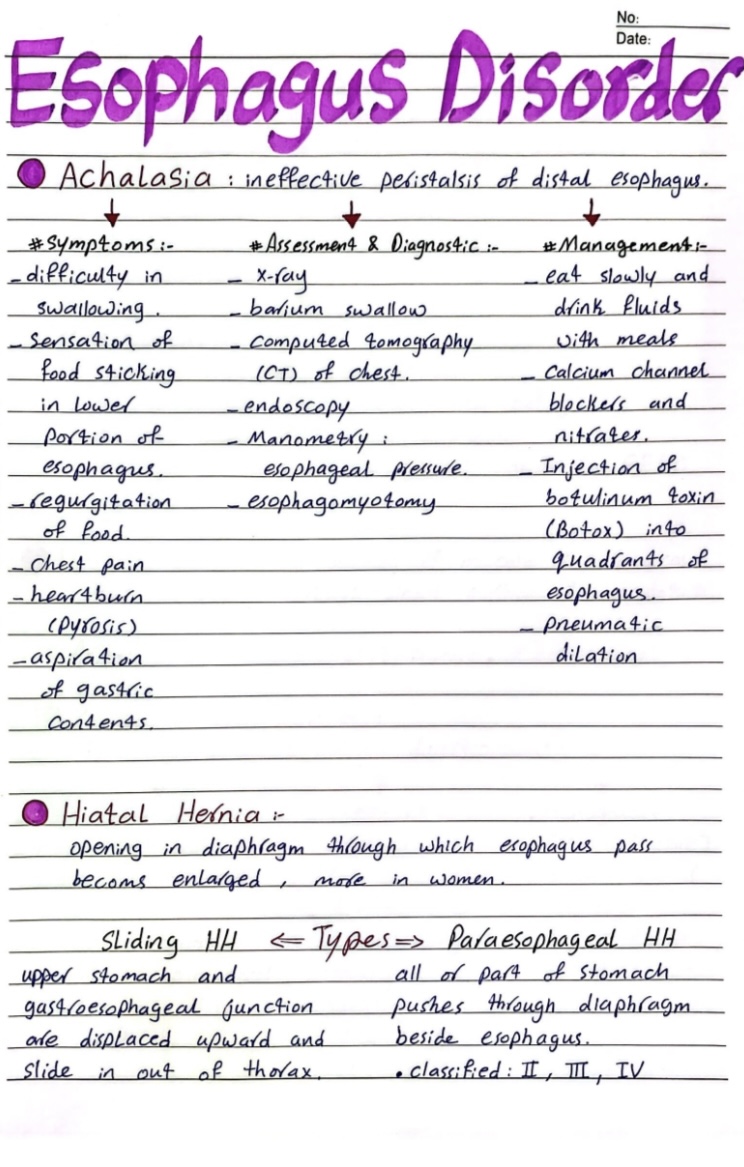 No:
Date:
Esophagus Disorder
Achalasia : ineffective peristalsis of distal esophagus.
#Symptoms:-
- difficulty in
swallowing.
- Sensation of
food sticking
in lower
portion of
esophagus.
- regurgitation
of food.
- Chest pain
- heartburn
(pyrosis)
- aspiration
of gastric
contents.
#Assessment & Diagnostic :-
- X-ray
- barium swallow
- computed tomography
(CT) of chest.
- endoscopy
- Manometry :
esophageal pressure.
- esophagomyotomy
#Management:-
- eat slowly and
drink fluids
with meals
- Calcium channel
blockers and
nitrates.
- Injection of
botulinum toxin
(Botox) into
quadrants of
esophagus.
- pneumatic
dilation
Hiatal Hernia :-
opening in diaphragm through which esophagus pass
becoms enlarged , more in women.
Sliding HH ⇐ Types ⇒ Paraesophageal HH
upper stomach and
gastroesophageal junction
are displaced upward and
slide in out of thorax.
all or part of stomach
pushes through diaphragm
beside esophagus.
• classified : II , III , IV